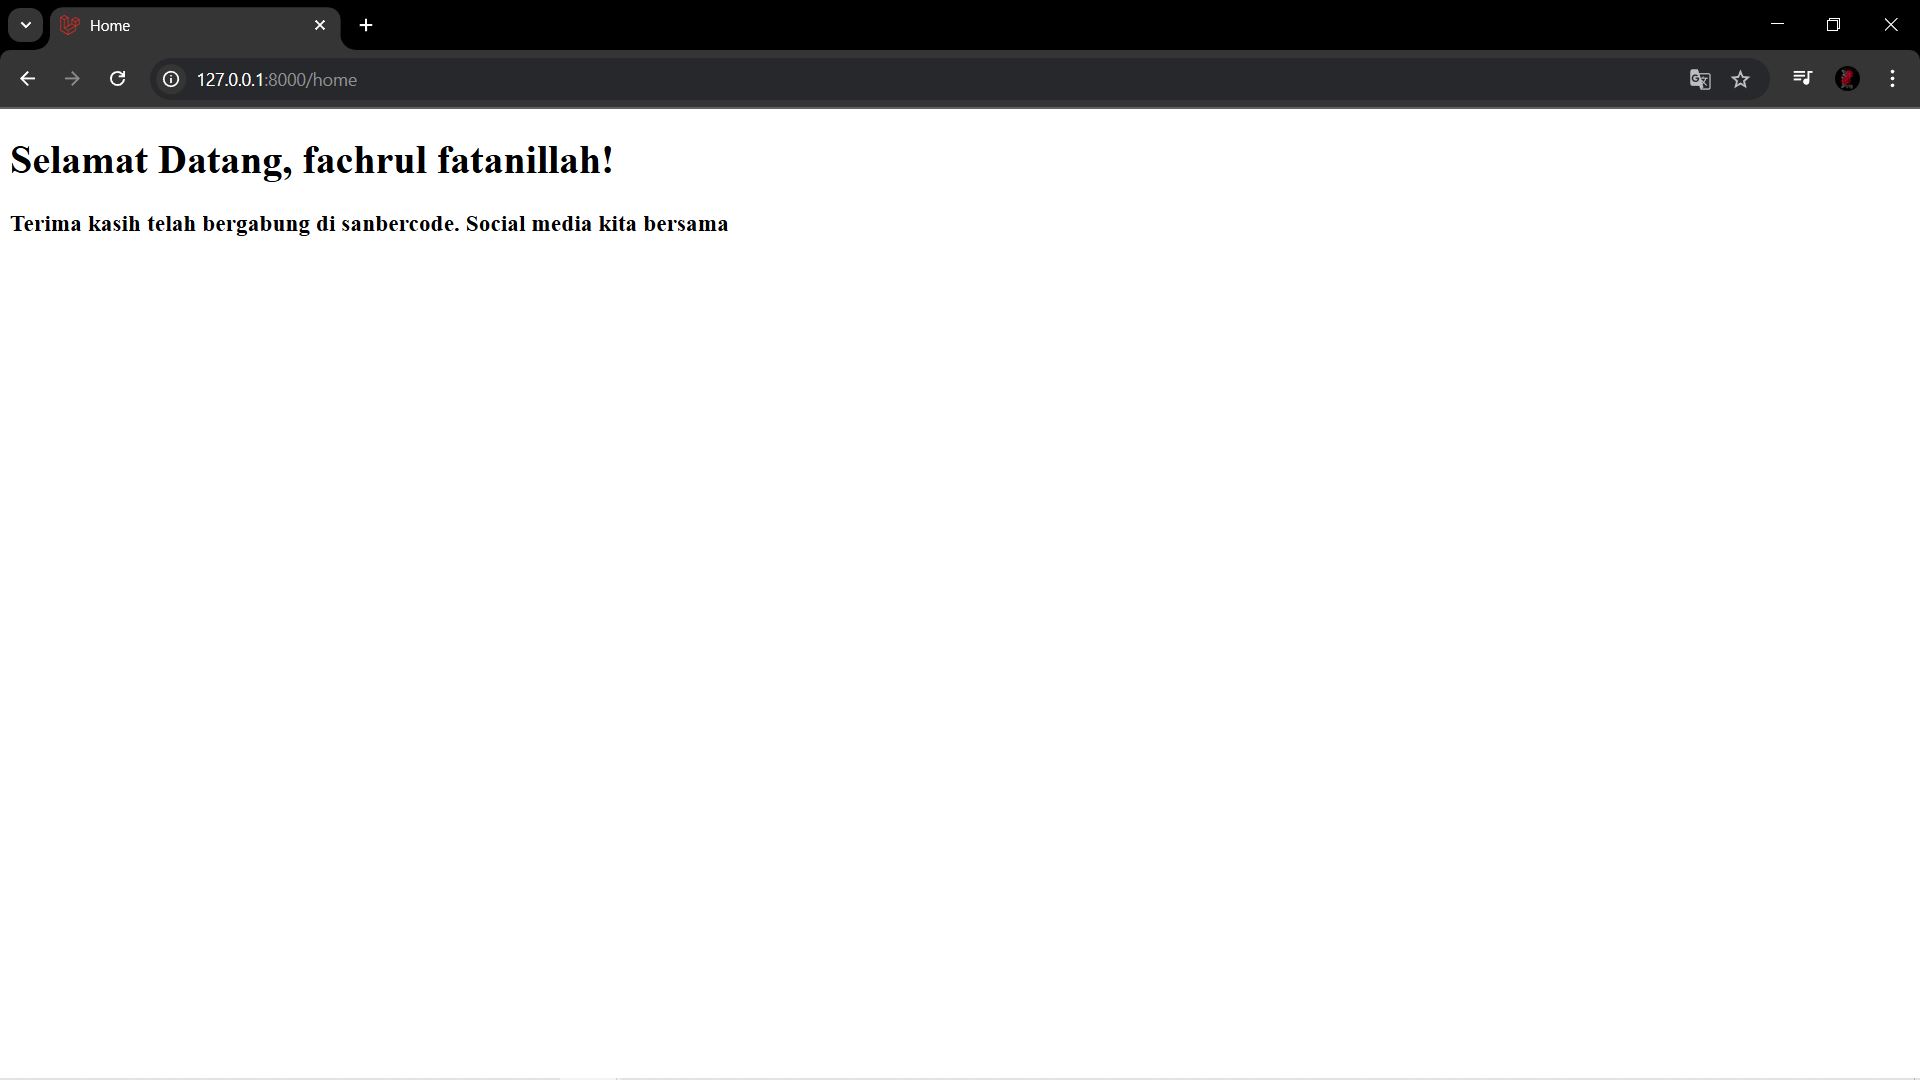 Home
127.0.0.1:8000/home
Selamat Datang, fachrul fatanillah!
Terima kasih telah bergabung di sanbercode. Social media kita bersama